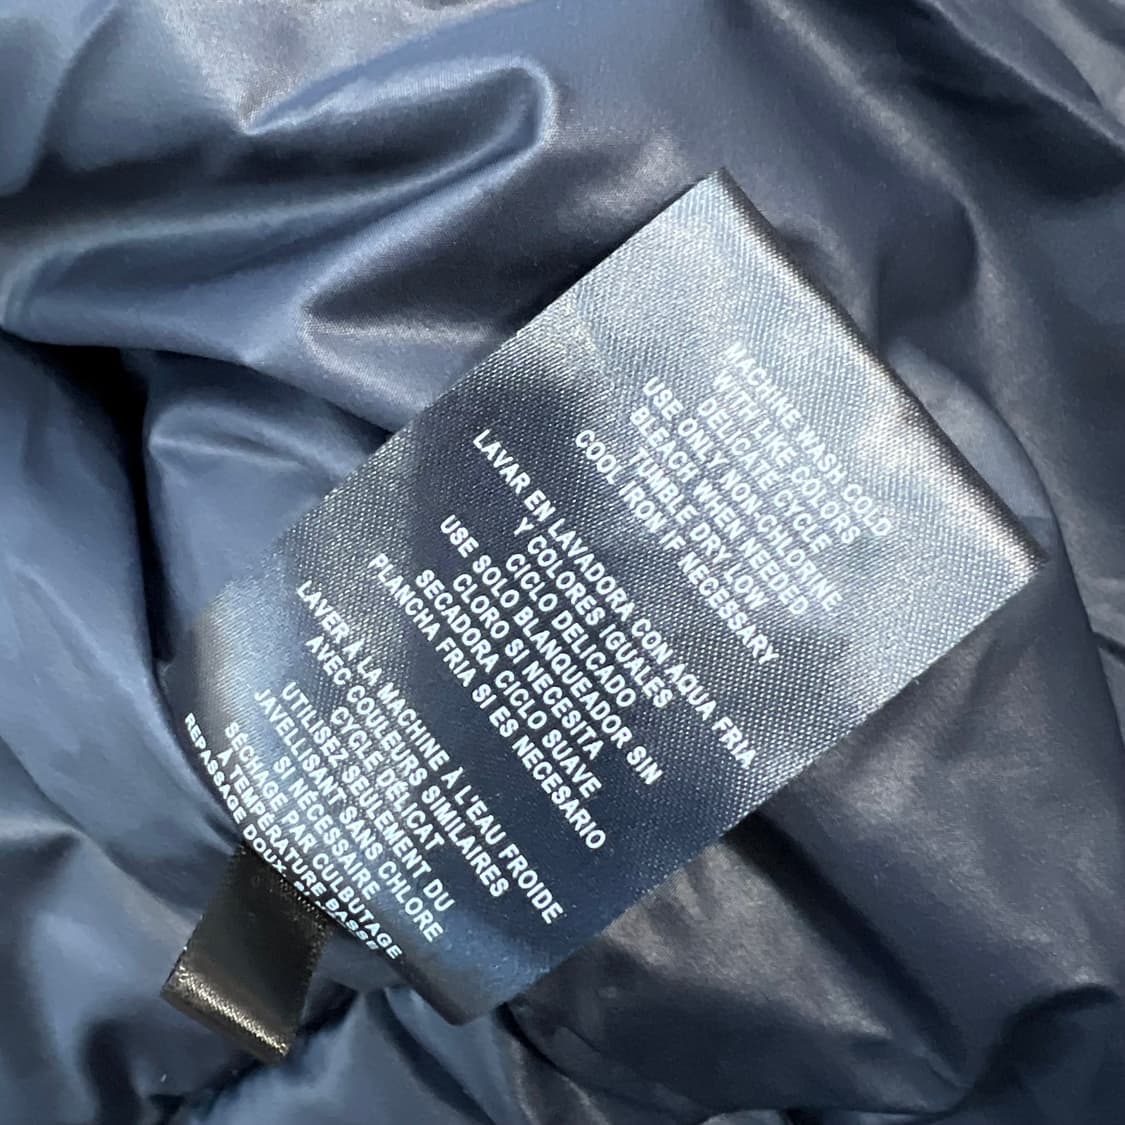 MACHINE WASH COLD
WITH LIKE COLORS
DELICATE CYCLE
USE ONLY NON-CHLORINE
BLEACH WHEN NEEDED
TUMBLE DRY LOW
COOL IRON IF NECESSARY
LAVAR EN LAVADORA CON AQUA FRIA
Y COLORES IGUALES
CICLO DELICADO
USE SOLO BLANQUEADOR SIN
CLORO SI NECESITA
SECADORA CICLO SUAVE
PLANCHA FRIA SI ES NECESARIO
LAVER À LA MACHINE À L'EAU FROIDE
AVEC COULEURS SIMILAIRES
CYCLE DÉLICAT
UTILISEZ SEULEMENT DU
JAVELLISANT SANS CHLORE
SI NÉCESSAIRE
SÉCHAGE PAR CULBUTAGE
À TEMPÉRATURE BASSE
REPASSAGE DOUX